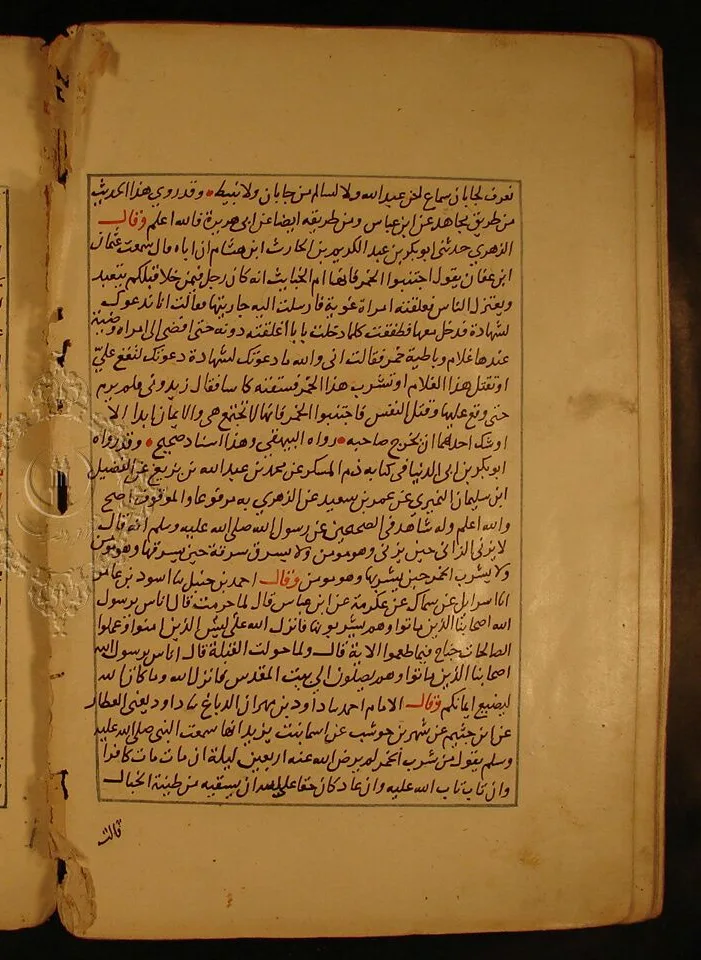 نعرف لجابان سماع لعن عبد الله ولا لسالم من جابان ولا نبيط • وقد روي هذا الحديث
من طريق مجاهد عن ابن عباس ومن طريقه ايضا عن ابي هريرة فالله اعلم وقال
الزهري حدثني ابو بكر بن عبد الكريم بن الحارث ابن هشام ان اباه قال سمعت عثمان
ابن عفان يقول اجتنبوا الخمر فانها ام الخبايث انه كان رجل فيمن خلا قبلكم يتعبد
ويعتزل الناس فعلقته امراة غوية فارسلت اليه جاريتها فقالت انا ندعوك
لشهادة فدخل معها فطفقت كلما دخلت بابا اغلقته دونه حتى افضى الى مراه وضيئة
عندها غلام وباطية خمر فقالت اني والله ما دعوتك لشهادة دعوتك لتقع عليّ
او تقتل هذا الغلام او تشرب هذا الخمر فسقته كاسا فقال زيدوني فلم يرم
حتى وقع عليها وقتل النفس فاجتنبوا الخمر فانها لا تجتمع هي والايمان ابدا الا
اوشك احدهما ان يخرج صاحبه • رواه البيهقي وهذا اسناد صحيح • وقد رواه
ابو بكر بن ابي الدنيا في كتابه ذم المسكر عن محمد بن عبد الله بن بزيع عن الفضيل
ابن سليمان النميري عن عمر بن سعيد عن الزهري به مرفوعا والموقوف اصح
والله اعلم وله شاهد في الصحيحين عن رسول الله صلى الله عليه وسلم انه قال
لا يزني الزاني حين يزني وهو مومن ولا يسرق سرقة حين يسرقها وهو مومن
ولا يشرب الخمر حين يشربها وهو مومن وقال احمد بن حنبل ثنا اسود بن عامر
انا اسرايل عن سماك عن عكرمة عن ابن عباس قال لما حرمت قال اناس يرسول
الله اصحابنا الذين ماتوا وهم يشربونها فانزل الله على ليس الذين امنوا وعملوا
الصالحات جناح فيما طعموا الاية قال ولما حولت القبلة قال اناس يرسول الله
اصحابنا الذين ماتوا وهم يصلون الى بيت المقدس فانزل الله وما كان الله
ليضيع ايمانكم وقال الامام احمد ثنا داود بن مهران الدباغ ثنا داود يعني العطار
عن ابن خثيم عن شهر بن حوشب عن اسما بنت يزيد انها سمعت النبي صلى الله عليه
وسلم يقول من شرب الخمر لم يرض الله عنه اربعين ليلة ان مات مات كافرا
وان تاب تاب الله عليه وان عاد كان حقا على الله ان يسقيه من طينة الخبال
قالت